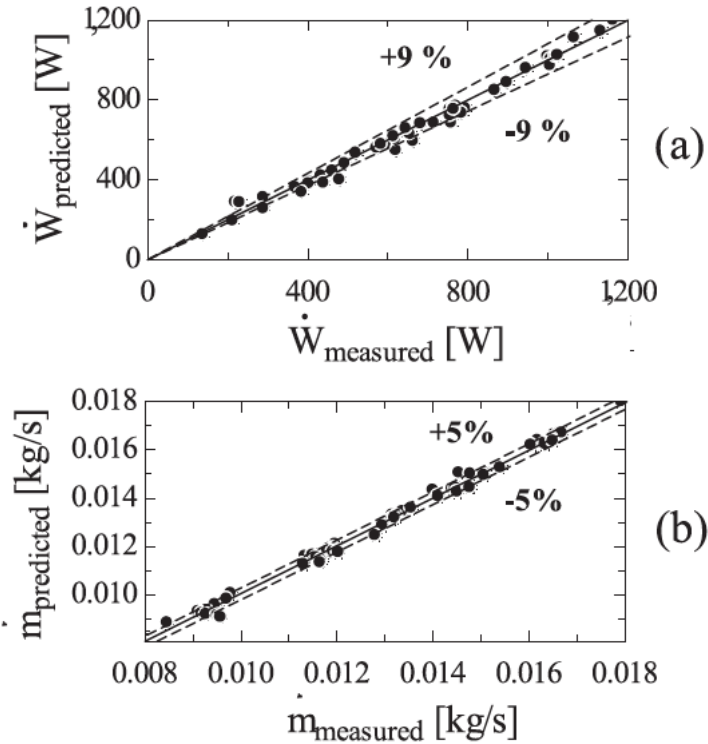 1,200
800
400
0
Ẇpredicted [W]
+9 %
-9 %
(a)
0 400 800 1,200
Ẇmeasured [W]
0.018
0.016
0.014
0.012
0.010
ṁpredicted [kg/s]
+5%
-5%
(b)
0.008 0.010 0.012 0.014 0.016 0.018
ṁmeasured [kg/s]